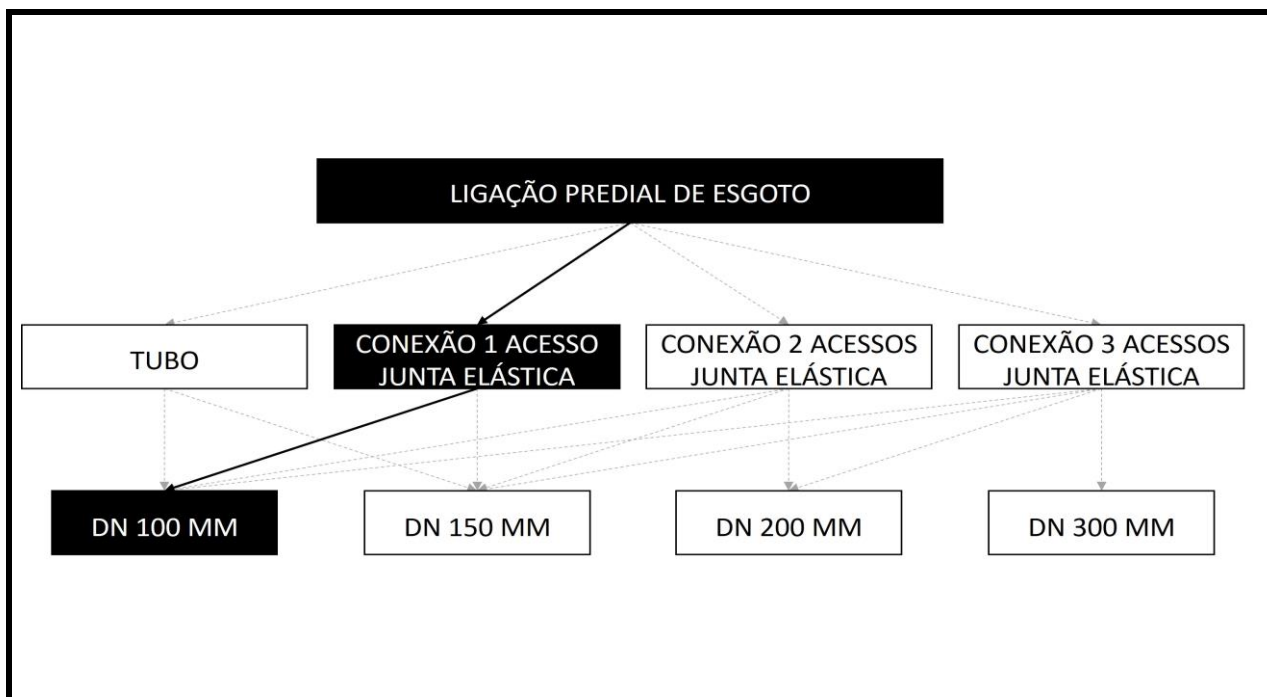 LIGAÇÃO PREDIAL DE ESGOTO
TUBO
CONEXÃO 1 ACESSO
JUNTA ELÁSTICA
CONEXÃO 2 ACESSOS
JUNTA ELÁSTICA
CONEXÃO 3 ACESSOS
JUNTA ELÁSTICA
DN 100 MM
DN 150 MM
DN 200 MM
DN 300 MM